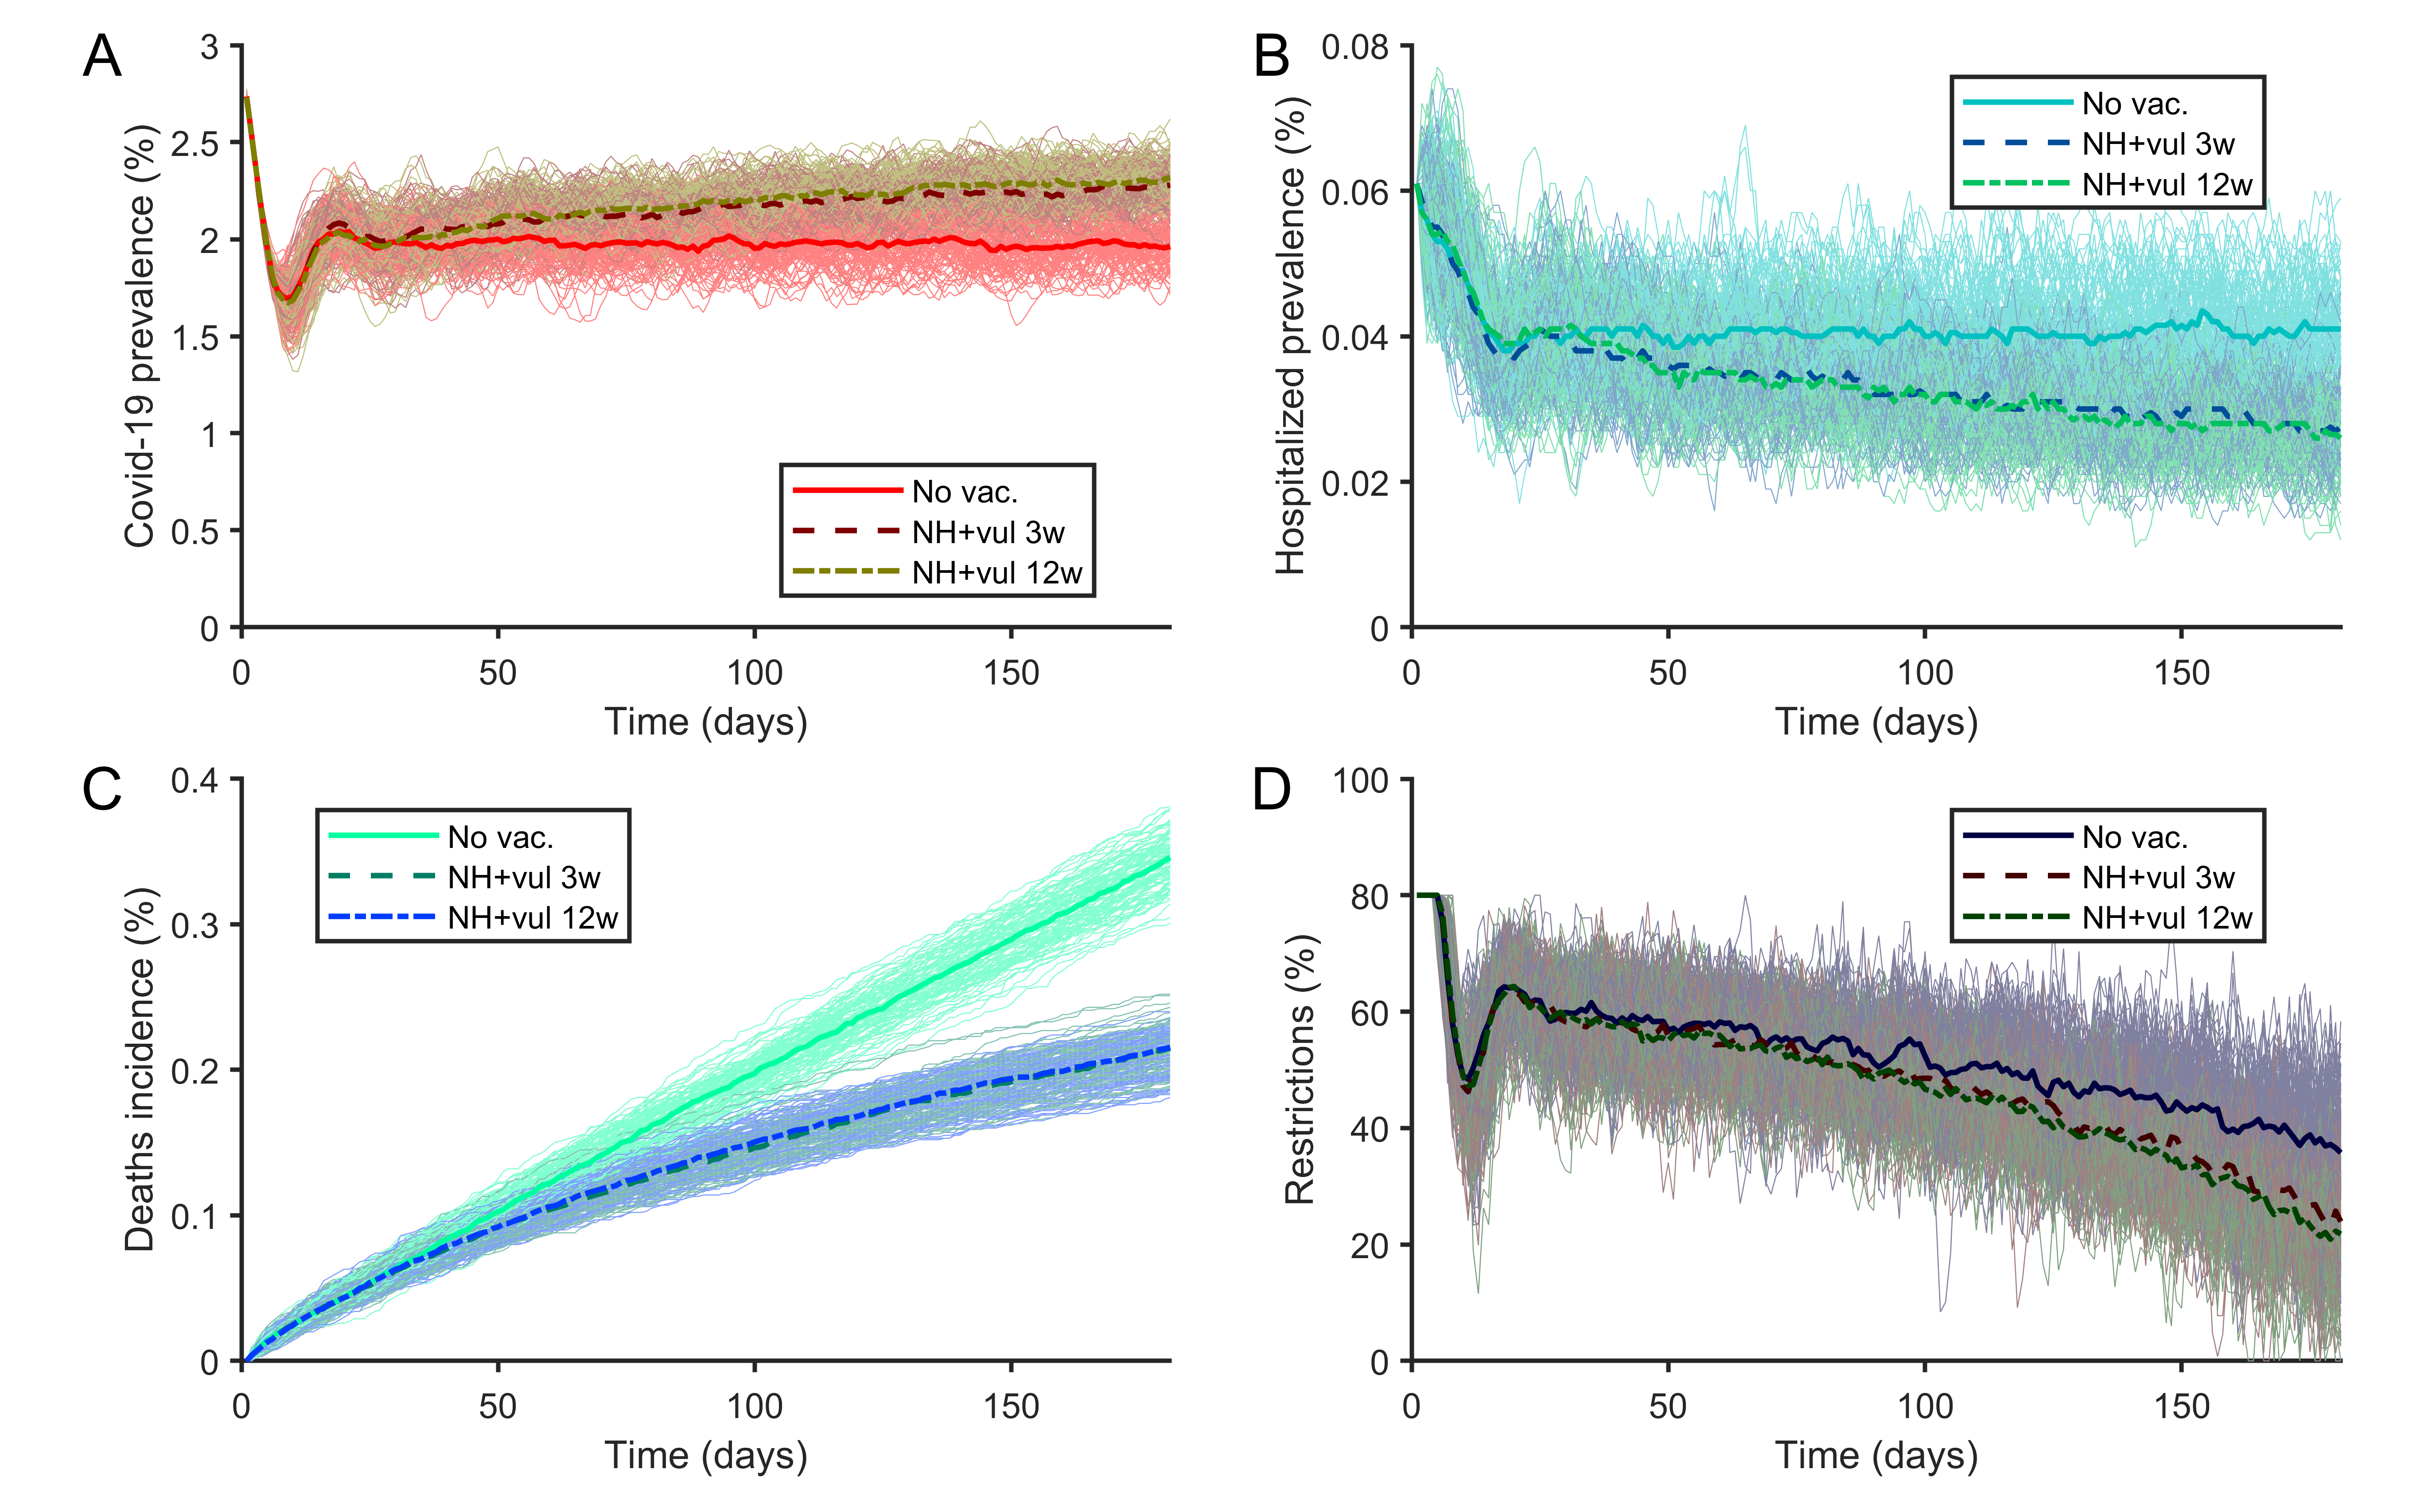 A
Covid-19 prevalence (%)
3
2.5
2
1.5
1
0.5
0
No vac.
NH+vul 3w
NH+vul 12w
0 50 100 150
Time (days)
B
Hospitalized prevalence (%)
0.08
0.06
0.04
0.02
0
No vac.
NH+vul 3w
NH+vul 12w
0 50 100 150
Time (days)
C
Deaths incidence (%)
0.4
0.3
0.2
0.1
0
No vac.
NH+vul 3w
NH+vul 12w
0 50 100 150
Time (days)
D
Restrictions (%)
100
80
60
40
20
0
No vac.
NH+vul 3w
NH+vul 12w
0 50 100 150
Time (days)